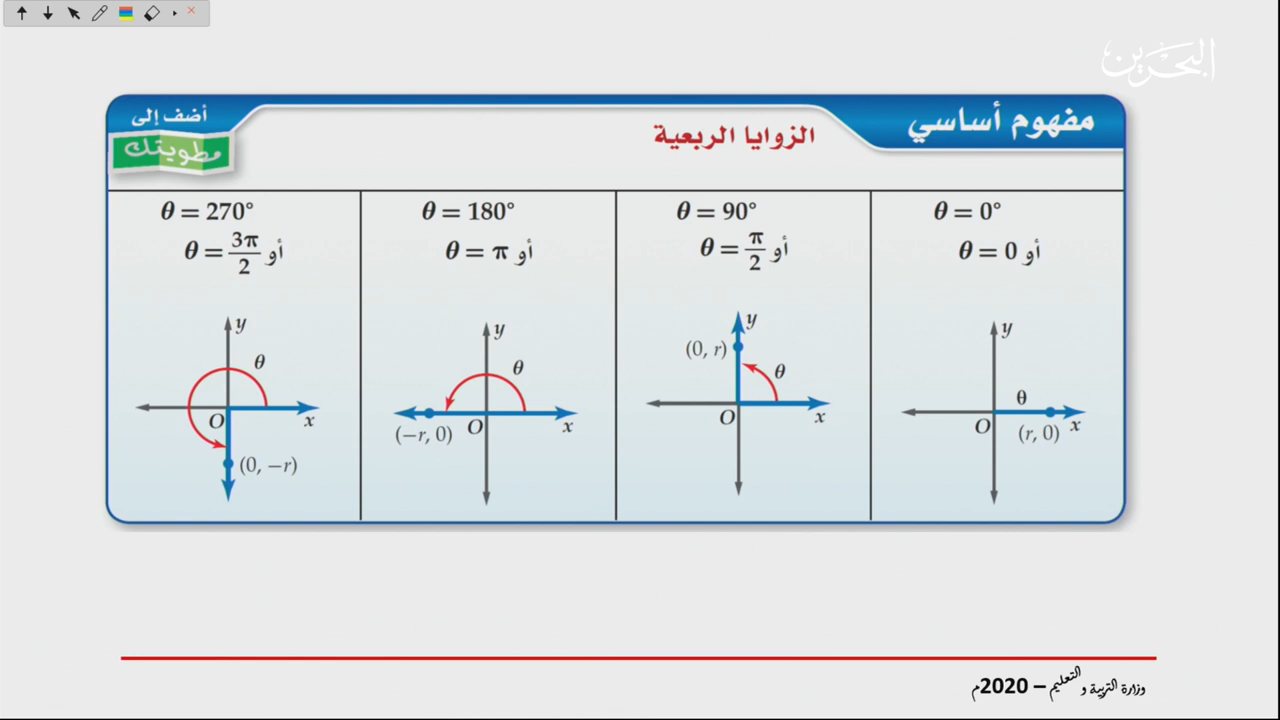 البحرين
مفهوم أساسي
أضف إلى
مطويتك
الزوايا الربعية
θ = 0°
أو θ = 0
y
θ
O
(r, 0)
x
θ = 90°
أو θ = π/2
y
(0, r)
θ
O
x
θ = 180°
أو θ = π
y
θ
(−r, 0)
O
x
θ = 270°
أو θ = 3π/2
y
θ
O
x
(0, −r)
وزارة التربية و التعليم – 2020م